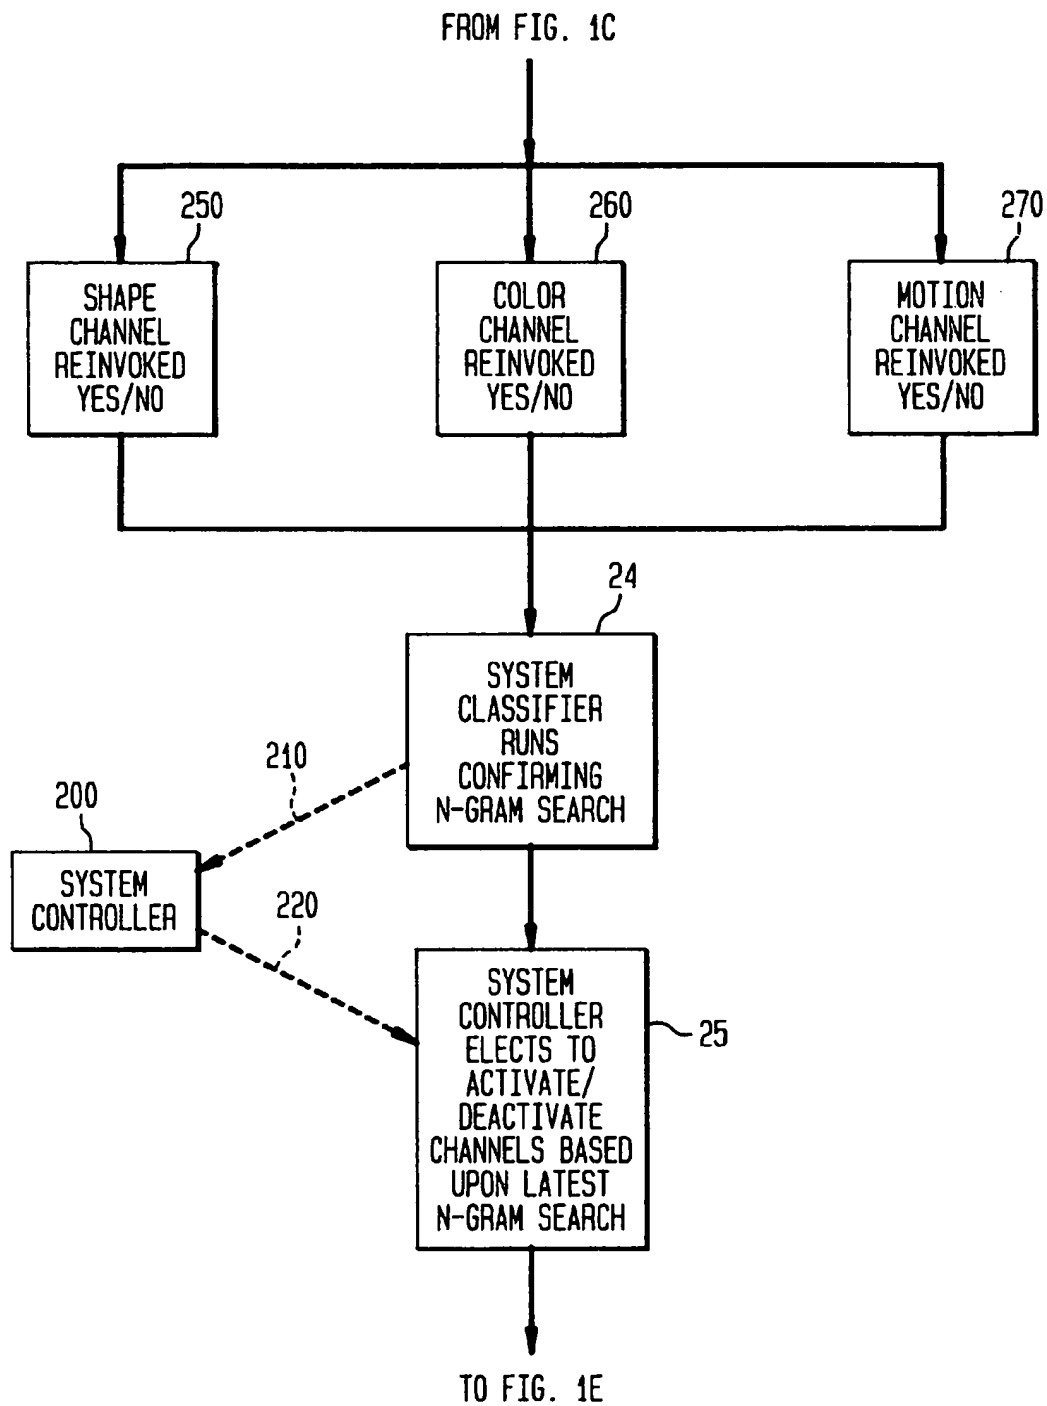 FROM FIG. 1C
250
260
270
SHAPE
CHANNEL
REINVOKED
YES/NO
COLOR
CHANNEL
REINVOKED
YES/NO
MOTION
CHANNEL
REINVOKED
YES/NO
24
SYSTEM
CLASSIFIER
RUNS
CONFIRMING
N-GRAM SEARCH
210
200
SYSTEM
CONTROLLER
220
SYSTEM
CONTROLLER
ELECTS TO
ACTIVATE/
DEACTIVATE
CHANNELS BASED
UPON LATEST
N-GRAM SEARCH
25
TO FIG. 1E